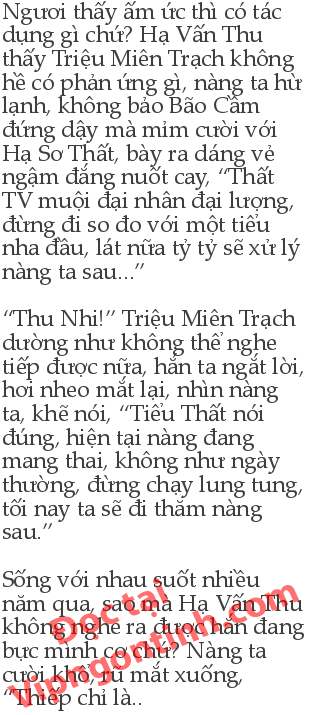 Ngươi thấy ấm ức thì có tác
dụng gì chứ? Hạ Vấn Thu
thấy Triệu Miên Trạch không
hề có phản ứng gì, nàng ta hừ
lạnh, không bảo Bão Cầm
đứng dậy mà mỉm cười với
Hạ Sơ Thất, bày ra dáng vẻ
ngậm đắng nuốt cay, “Thất
TV muội đại nhân đại lượng,
đừng đi so đo với một tiểu
nha đầu, lát nữa tỷ tỷ sẽ xử lý
nàng ta sau...”
“Thu Nhi!” Triệu Miên Trạch
dường như không thể nghe
tiếp được nữa, hắn ta ngắt lời,
hơi nheo mắt lại, nhìn nàng
ta, khẽ nói, “Tiểu Thất nói
đúng, hiện tại nàng đang
mang thai, không như ngày
thường, đừng chạy lung tung,
tối nay ta sẽ đi thăm nàng
sau.”
Sống với nhau suốt nhiều
năm qua, sao mà Hạ Vấn Thu
không nghe ra được hắn đang
bực mình cơ chứ? Nàng ta
cười khổ, rũ mắt xuống,
“Thiếp chỉ là..
Đọc tại
Vipngontinh.com